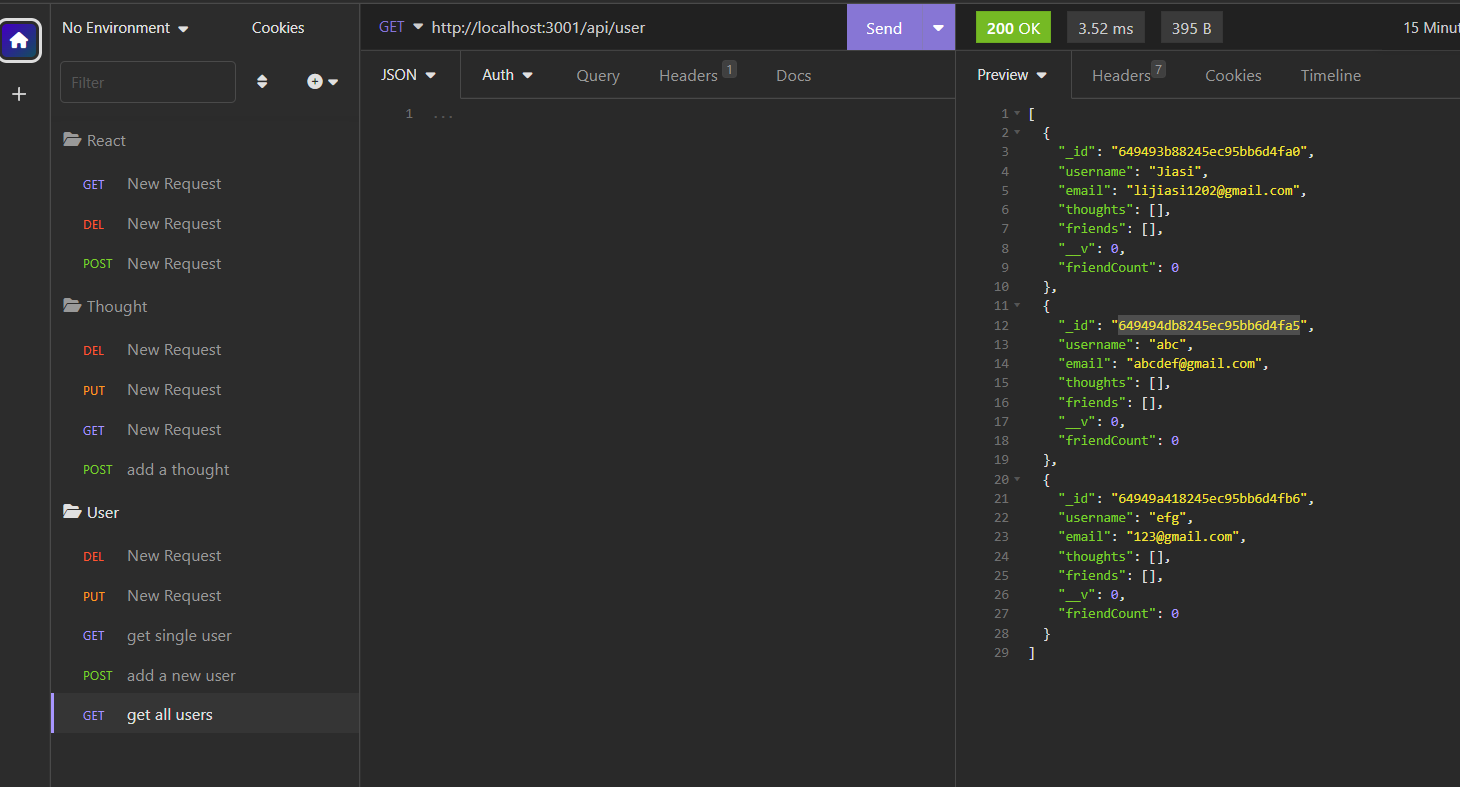 No Environment
Cookies
Filter
React
GET New Request
DEL New Request
POST New Request
Thought
DEL New Request
PUT New Request
GET New Request
POST add a thought
User
DEL New Request
PUT New Request
GET get single user
POST add a new user
GET get all users
GET http://localhost:3001/api/user
Send
JSON
Auth
Query
Headers 1
Docs
1 ...
200 OK
3.52 ms
395 B
Preview
Headers 7
Cookies
Timeline
1 [
2 {
3 "_id": "649493b88245ec95bb6d4fa0",
4 "username": "Jiasi",
5 "email": "lijiasi1202@gmail.com",
6 "thoughts": [],
7 "friends": [],
8 "__v": 0,
9 "friendCount": 0
10 },
11 {
12 "_id": "649494db8245ec95bb6d4fa5",
13 "username": "abc",
14 "email": "abcdef@gmail.com",
15 "thoughts": [],
16 "friends": [],
17 "__v": 0,
18 "friendCount": 0
19 },
20 {
21 "_id": "64949a418245ec95bb6d4fb6",
22 "username": "efg",
23 "email": "123@gmail.com",
24 "thoughts": [],
25 "friends": [],
26 "__v": 0,
27 "friendCount": 0
28 }
29 ]